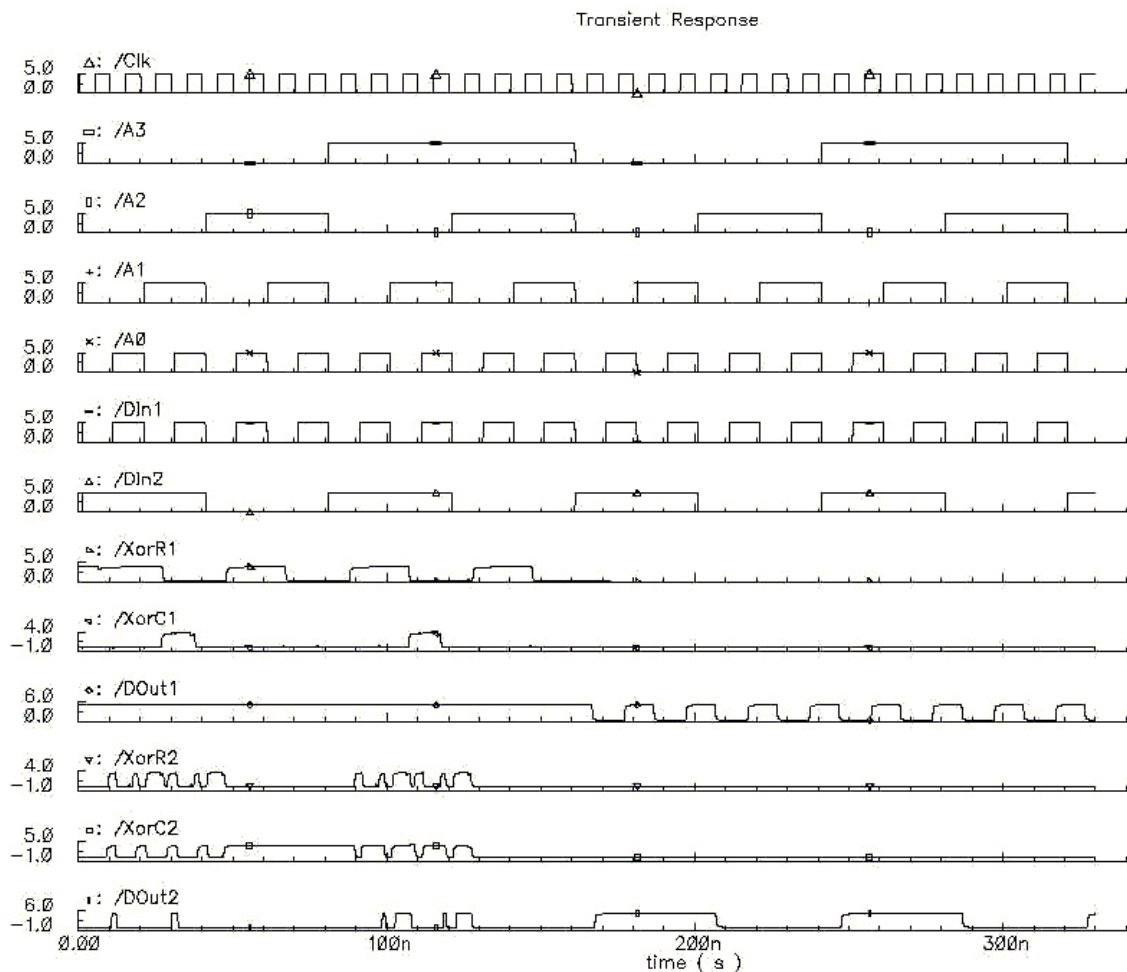 Transient Response
△: /Clk
5.0
0.0
▭: /A3
5.0
0.0
▯: /A2
5.0
0.0
+: /A1
5.0
0.0
×: /A0
5.0
0.0
–: /DIn1
5.0
0.0
△: /DIn2
5.0
0.0
▹: /XorR1
5.0
0.0
▿: /XorC1
4.0
-1.0
⋄: /DOut1
6.0
0.0
▿: /XorR2
4.0
-1.0
▫: /XorC2
5.0
-1.0
: /DOut2
6.0
-1.0
0.00 100n 200n 300n
time ( s )